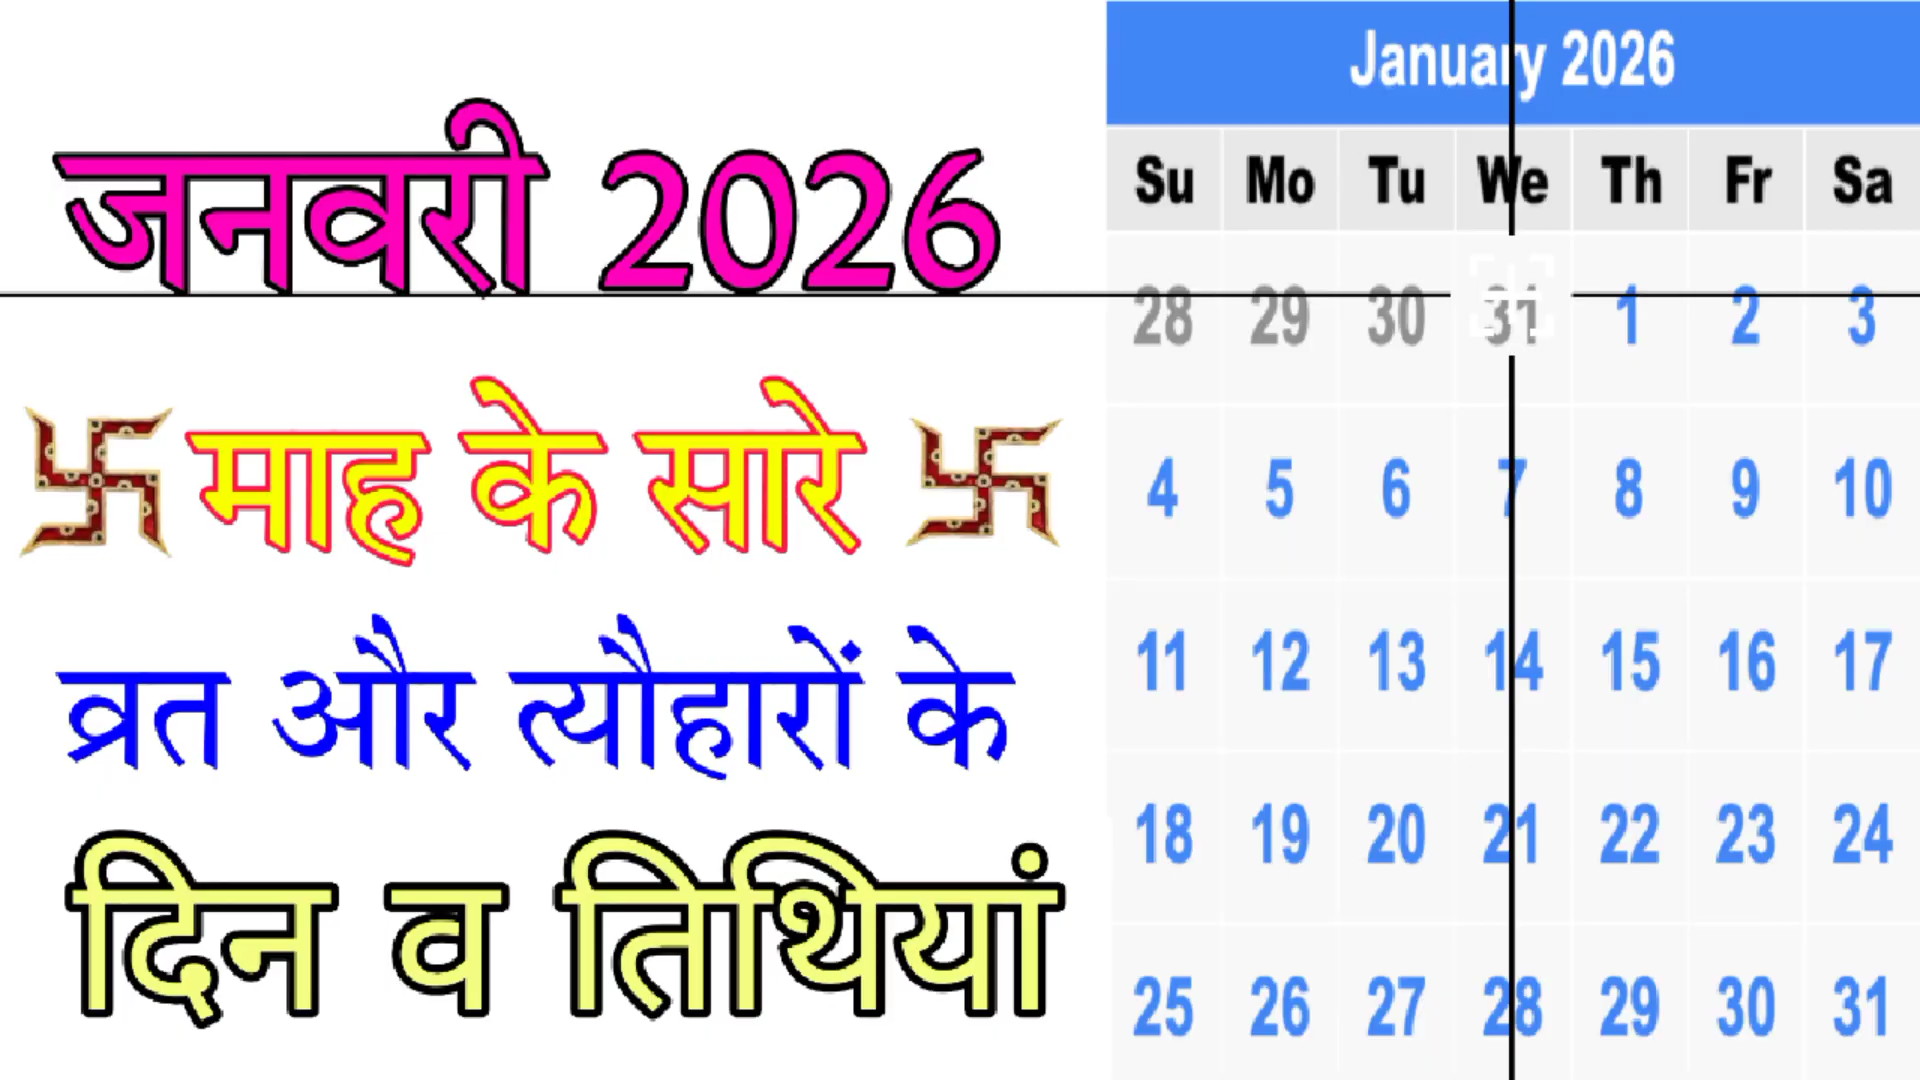 जनवरी 2026
माह के सारे
व्रत और त्यौहारों के
दिन व तिथियां
January 2026
Su Mo Tu We Th Fr Sa
28 29 30 31 1 2 3
4 5 6 7 8 9 10
11 12 13 14 15 16 17
18 19 20 21 22 23 24
25 26 27 28 29 30 31